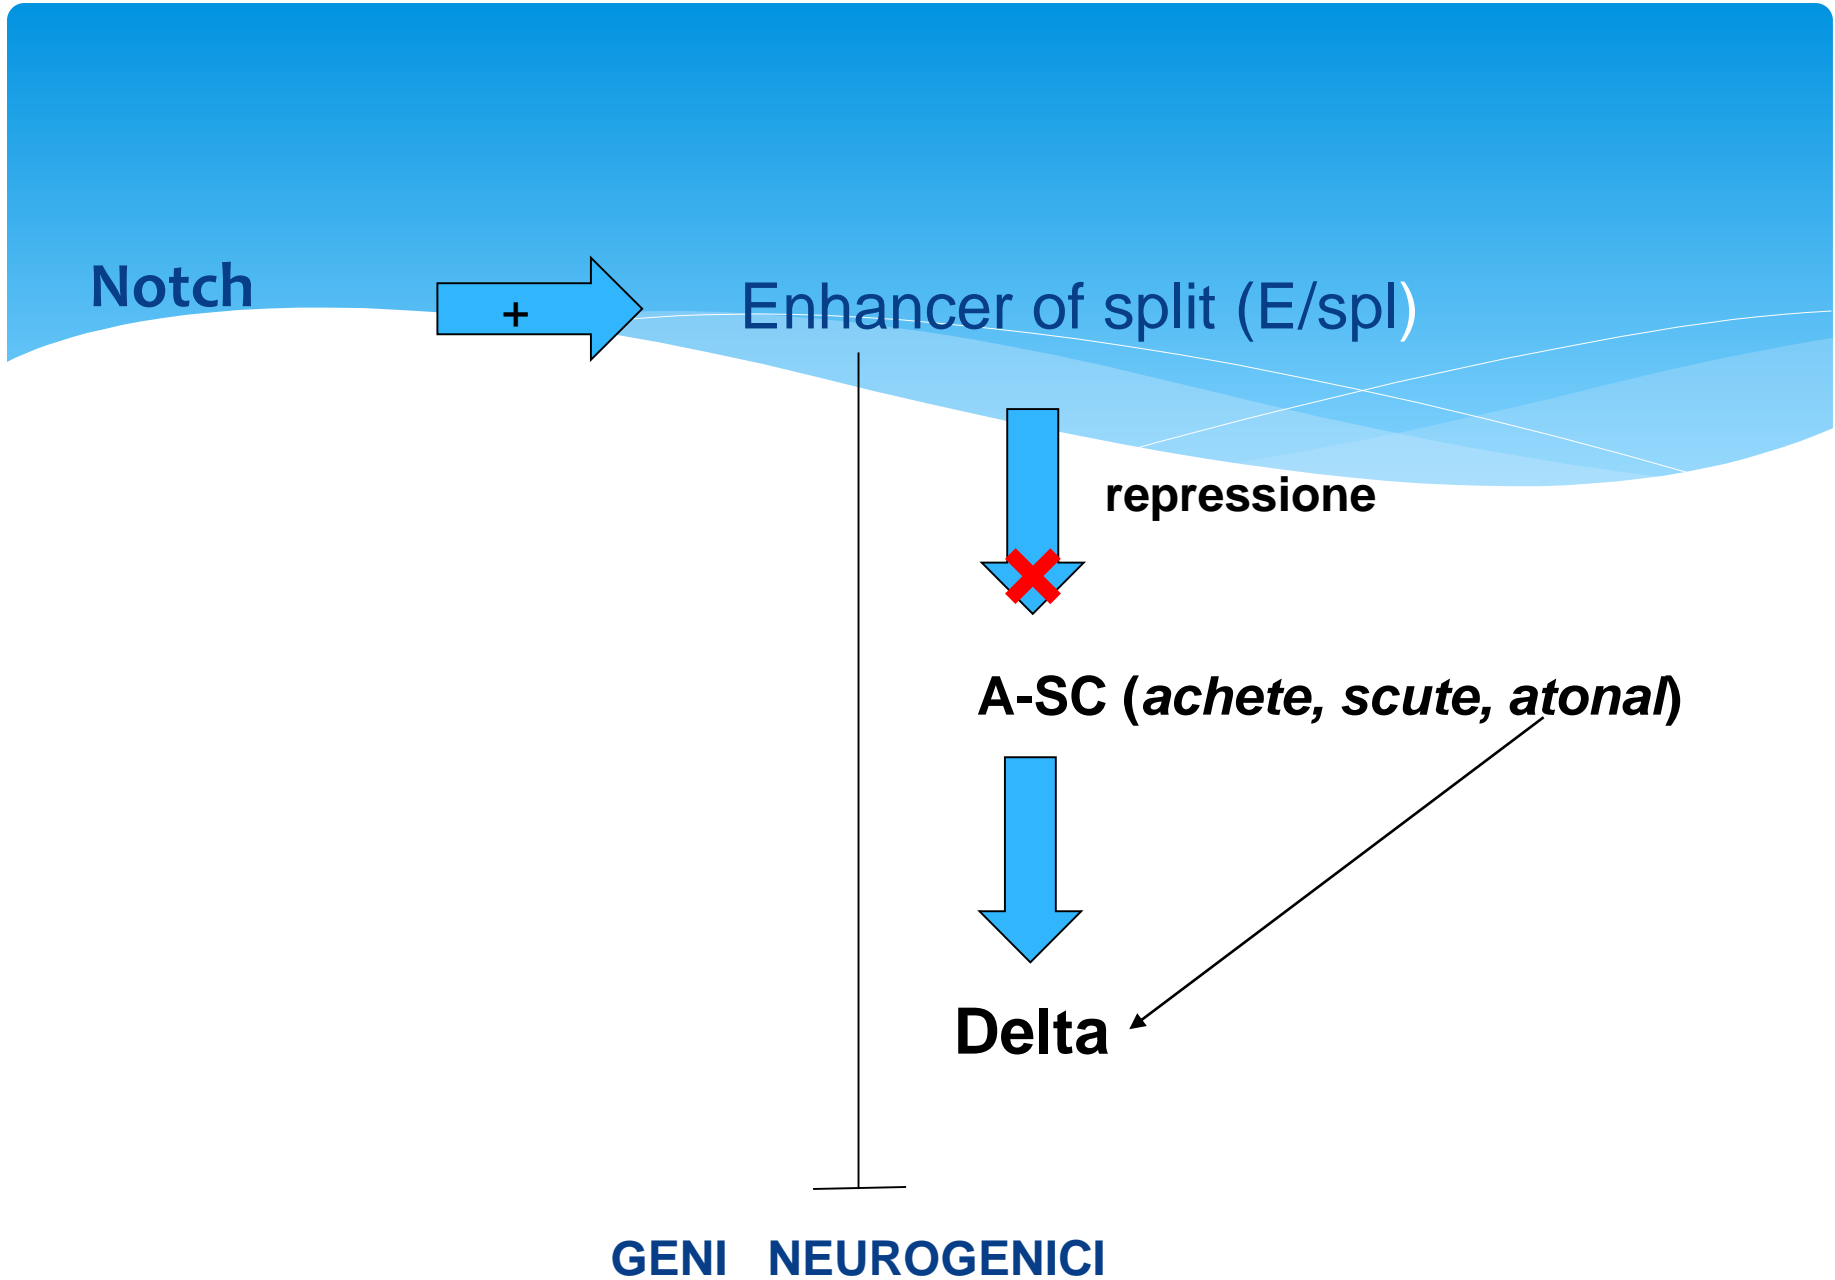 Notch
+
Enhancer of split (E/spl)
repressione
A-SC (achete, scute, atonal)
Delta
GENI NEUROGENICI